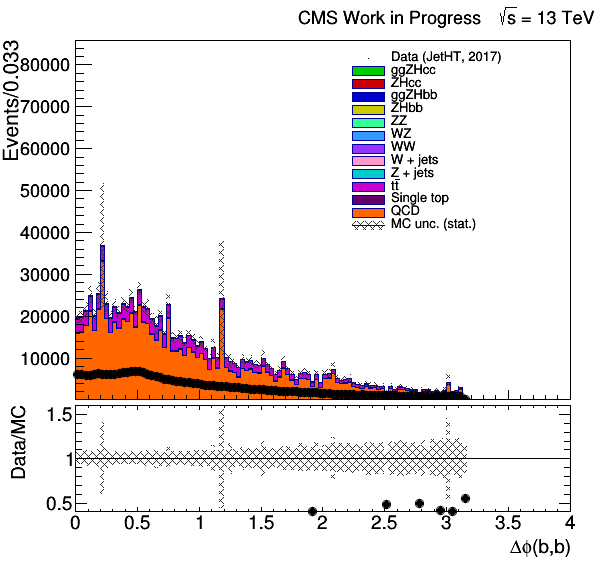 CMS Work in Progress √s = 13 TeV
Events/0.033
80000
70000
60000
50000
40000
30000
20000
10000
Data (JetHT, 2017)
ggZHcc
ZHcc
ggZHbb
ZHbb
ZZ
WZ
WW
W + jets
Z + jets
tt̄
Single top
QCD
MC unc. (stat.)
Data/MC
1.5
1
0.5
0 0.5 1 1.5 2 2.5 3 3.5 4
Δϕ(b,b)